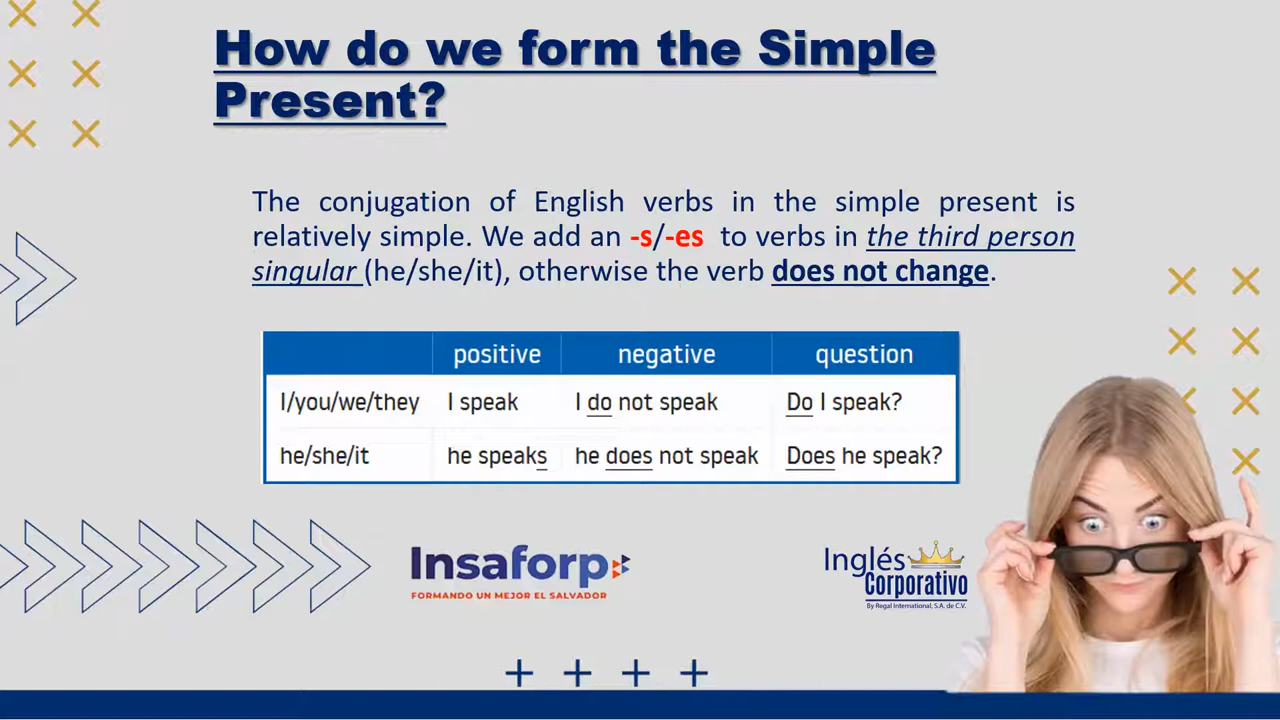 How do we form the Simple
Present?
The conjugation of English verbs in the simple present is
relatively simple. We add an -s/-es to verbs in the third person
singular (he/she/it), otherwise the verb does not change.
positive negative question
I/you/we/they I speak I do not speak Do I speak?
he/she/it he speaks he does not speak Does he speak?
Insaforp
FORMANDO UN MEJOR EL SALVADOR
Inglés
Corporativo
By Regal International, S.A. de C.V.